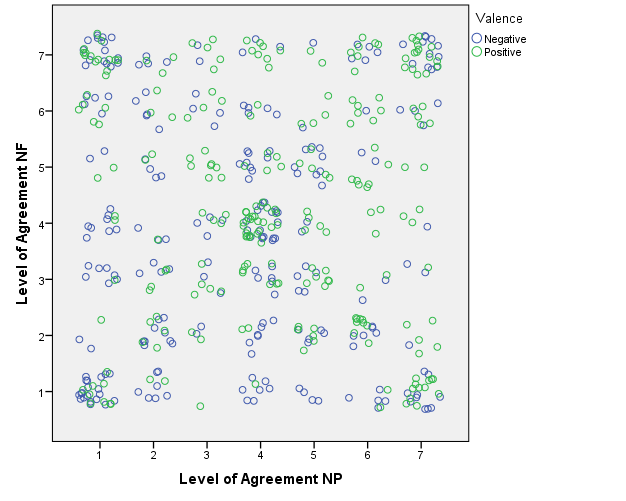 Valence
Negative
Positive
Level of Agreement NF
7
6
5
4
3
2
1
1 2 3 4 5 6 7
Level of Agreement NP